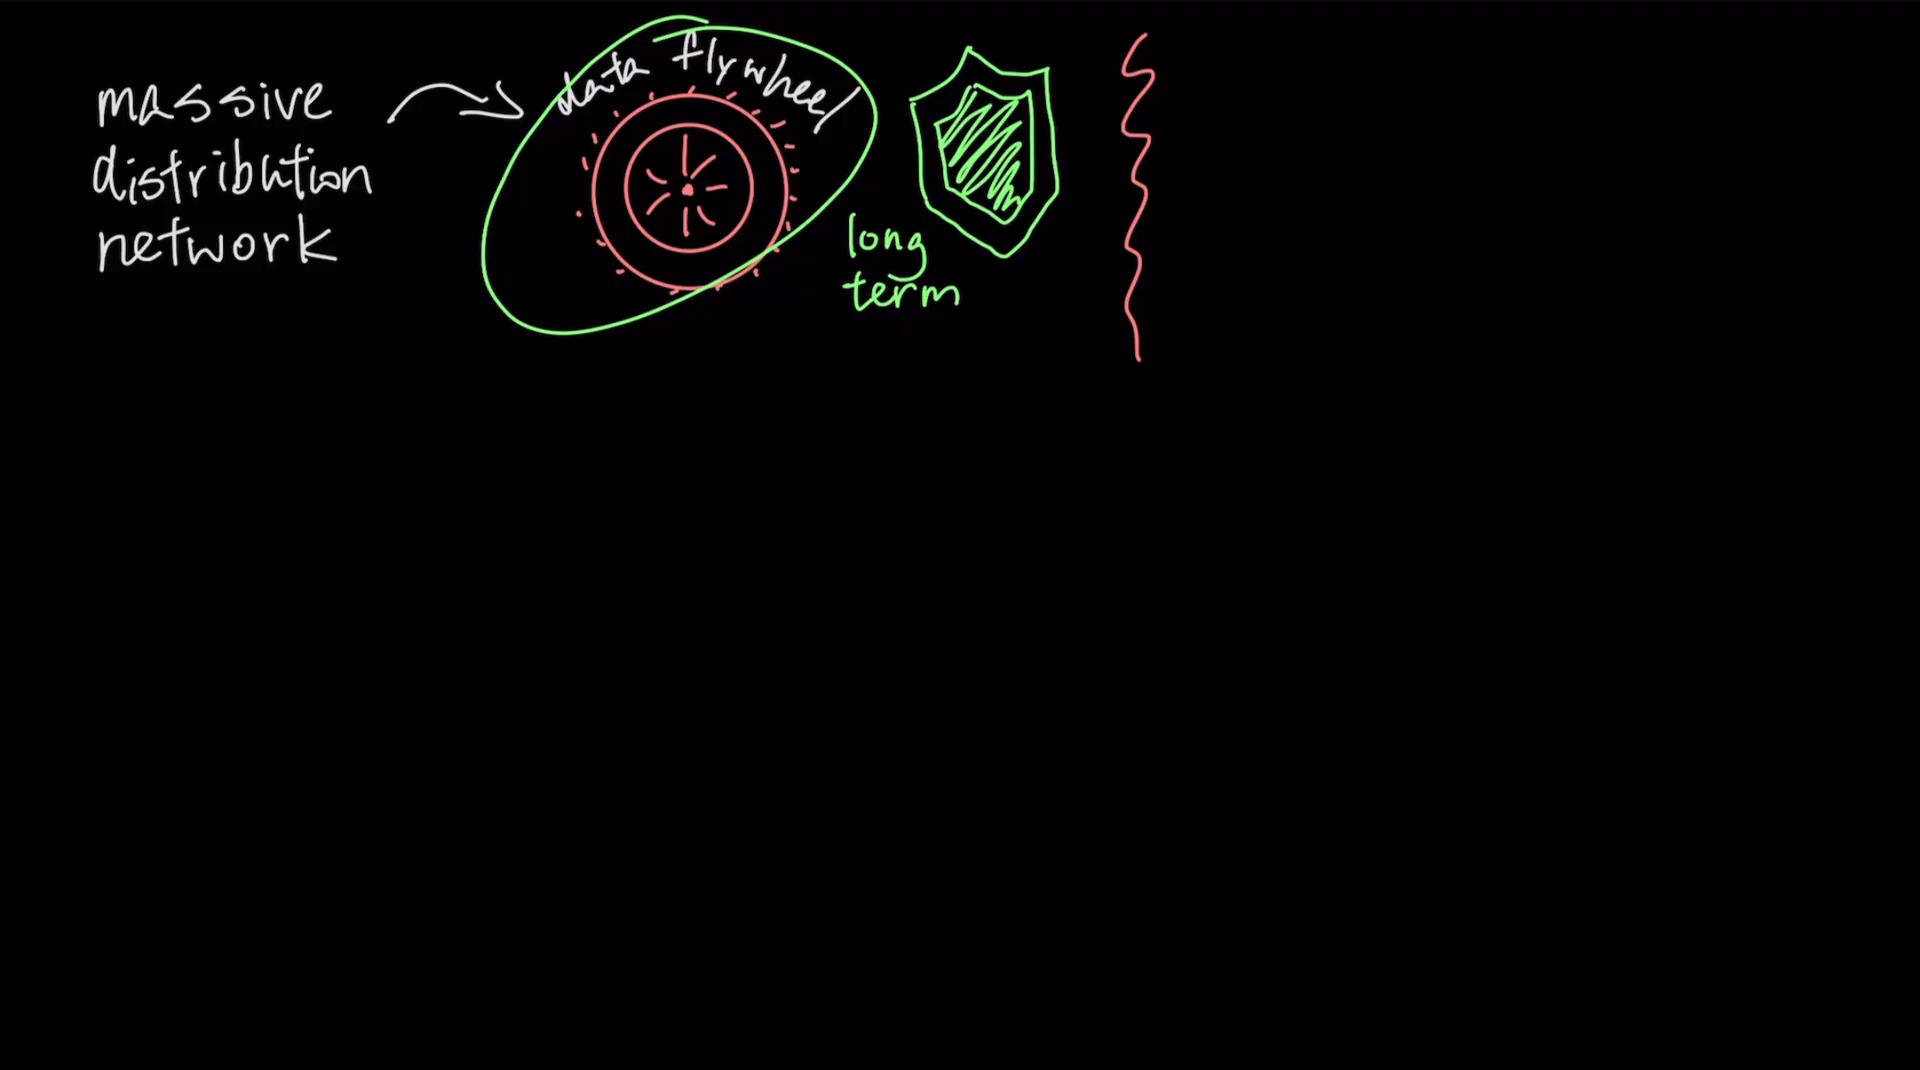 massive
distribution
network
data flywheel
long
term